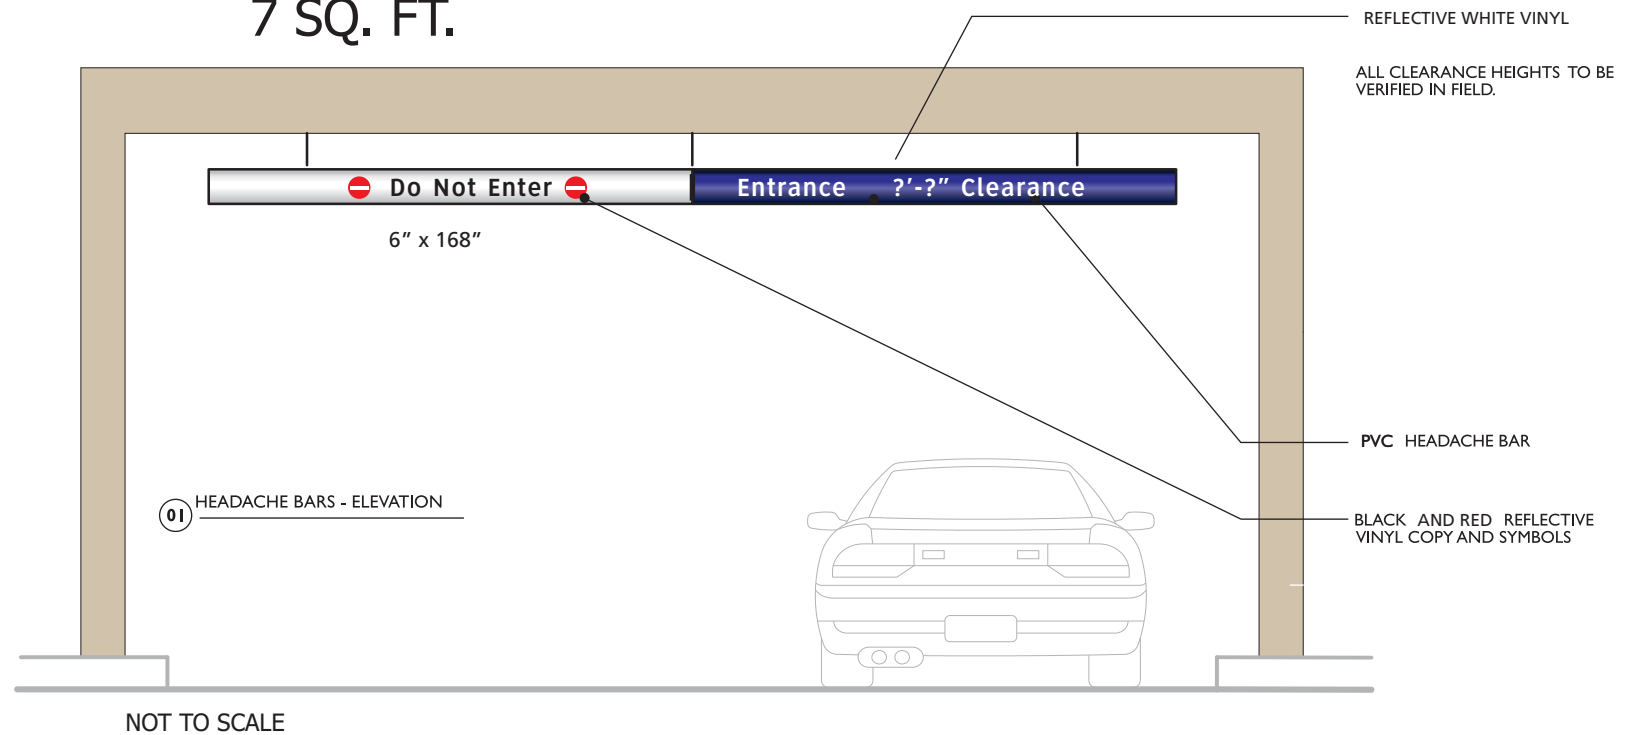 7 SQ. FT.
REFLECTIVE WHITE VINYL
ALL CLEARANCE HEIGHTS TO BE
VERIFIED IN FIELD.
Do Not Enter
Entrance ?'-?" Clearance
6" x 168"
PVC HEADACHE BAR
01 HEADACHE BARS - ELEVATION
BLACK AND RED REFLECTIVE
VINYL COPY AND SYMBOLS
NOT TO SCALE